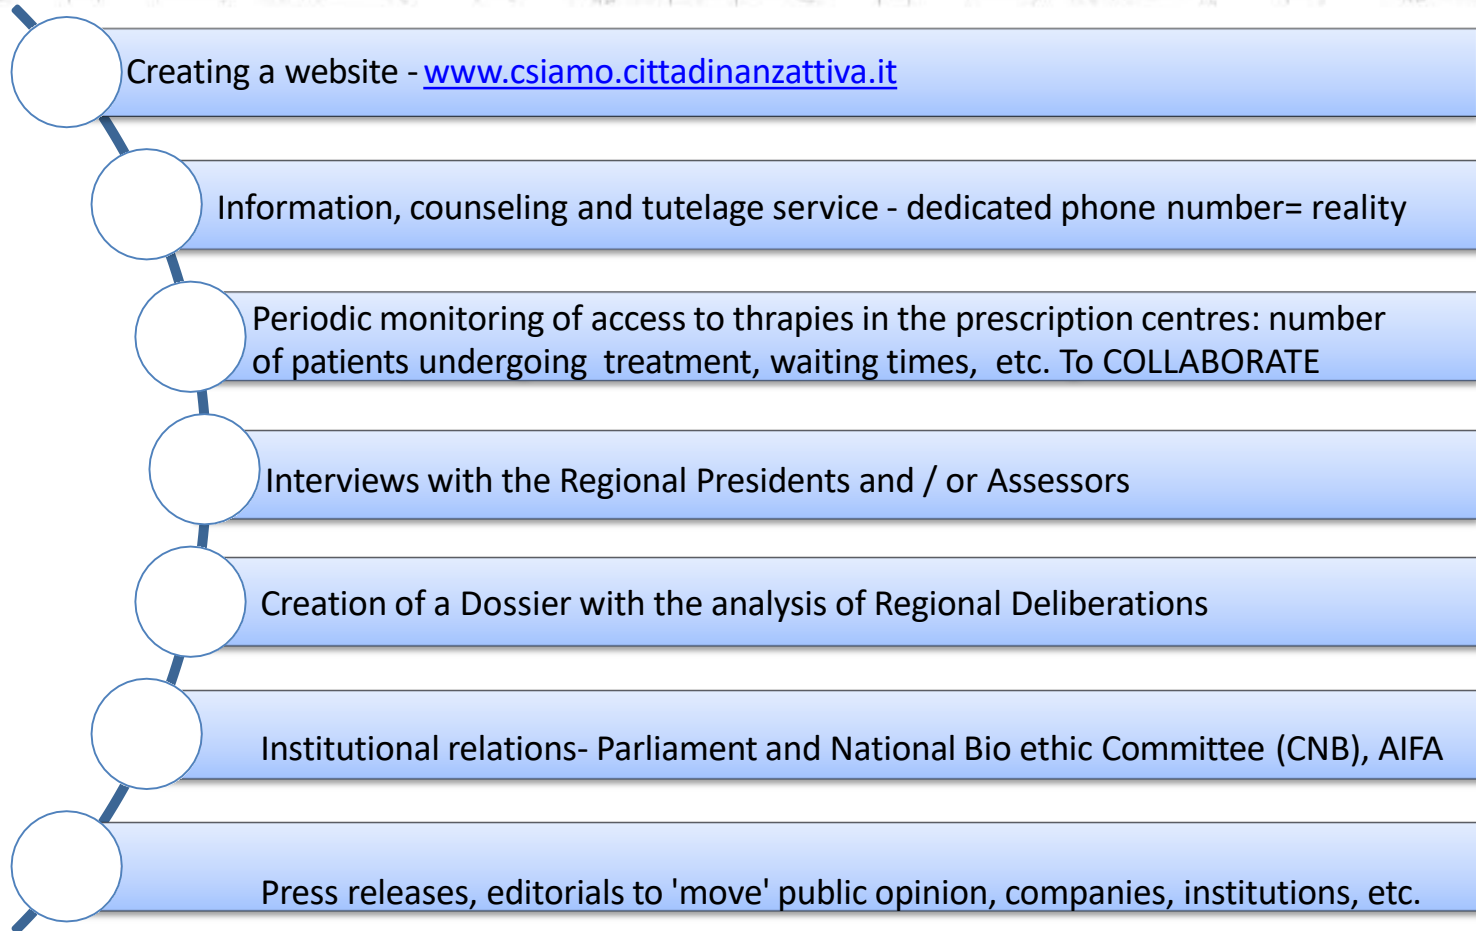 Creating a website - www.csiamo.cittadinanzattiva.it
Information, counseling and tutelage service - dedicated phone number= reality
Periodic monitoring of access to thrapies in the prescription centres: number
of patients undergoing treatment, waiting times, etc. To COLLABORATE
Interviews with the Regional Presidents and / or Assessors
Creation of a Dossier with the analysis of Regional Deliberations
Institutional relations- Parliament and National Bio ethic Committee (CNB), AIFA
Press releases, editorials to 'move' public opinion, companies, institutions, etc.